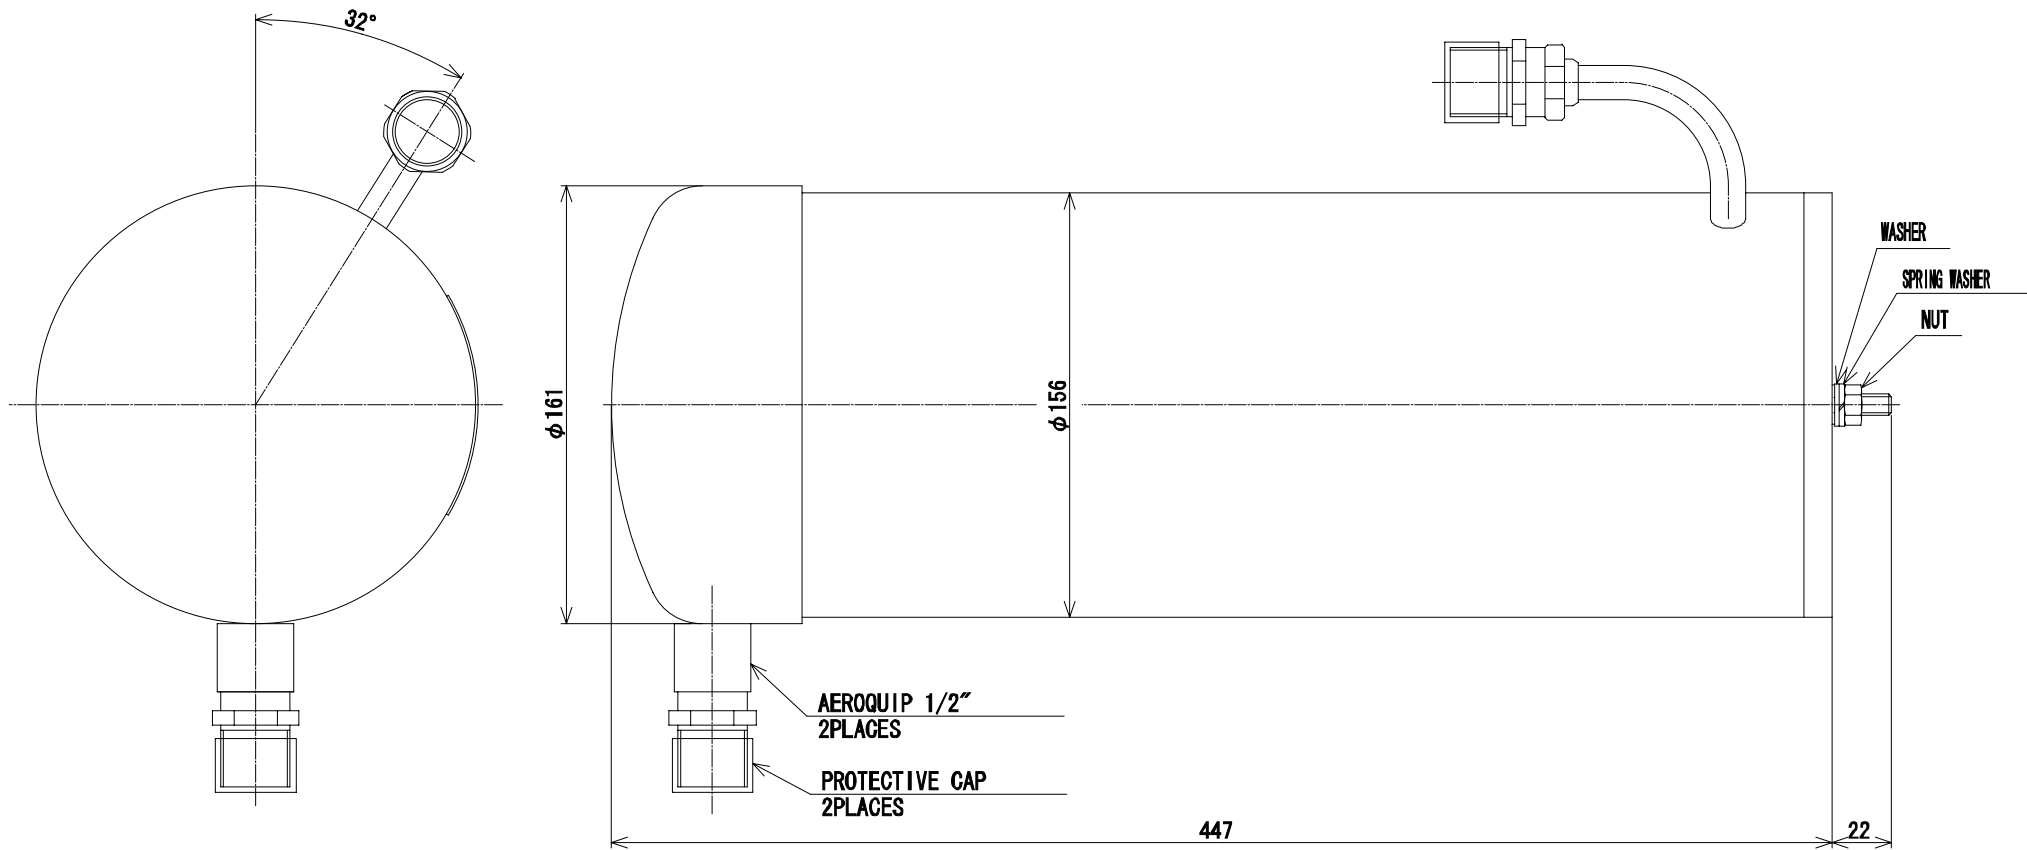 32°
WASHER
SPRING WASHER
NUT
φ161
φ156
AEROQUIP 1/2″
2PLACES
PROTECTIVE CAP
2PLACES
447
22